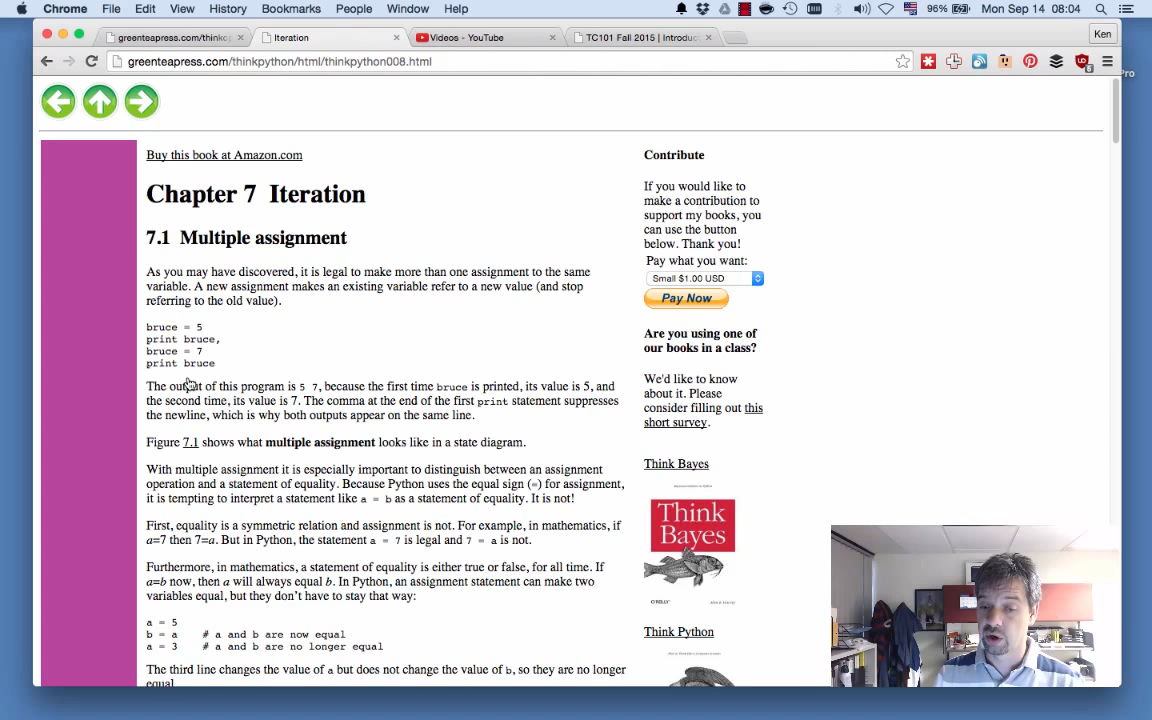 Chrome File Edit View History Bookmarks People Window Help 96% Mon Sep 14 08:04
greenteapress.com/thinkp Iteration Videos - YouTube TC101 Fall 2015 | Introduc Ken
greenteapress.com/thinkpython/html/thinkpython008.html
Pro
Buy this book at Amazon.com
Chapter 7 Iteration
7.1 Multiple assignment
As you may have discovered, it is legal to make more than one assignment to the same
variable. A new assignment makes an existing variable refer to a new value (and stop
referring to the old value).
bruce = 5
print bruce,
bruce = 7
print bruce
The output of this program is 5 7, because the first time bruce is printed, its value is 5, and
the second time, its value is 7. The comma at the end of the first print statement suppresses
the newline, which is why both outputs appear on the same line.
Figure 7.1 shows what multiple assignment looks like in a state diagram.
With multiple assignment it is especially important to distinguish between an assignment
operation and a statement of equality. Because Python uses the equal sign (=) for assignment,
it is tempting to interpret a statement like a = b as a statement of equality. It is not!
First, equality is a symmetric relation and assignment is not. For example, in mathematics, if
a=7 then 7=a. But in Python, the statement a = 7 is legal and 7 = a is not.
Furthermore, in mathematics, a statement of equality is either true or false, for all time. If
a=b now, then a will always equal b. In Python, an assignment statement can make two
variables equal, but they don't have to stay that way:
a = 5
b = a # a and b are now equal
a = 3 # a and b are no longer equal
The third line changes the value of a but does not change the value of b, so they are no longer
equal
Contribute
If you would like to
make a contribution to
support my books, you
can use the button
below. Thank you!
Pay what you want:
Small $1.00 USD
Pay Now
Are you using one of
our books in a class?
We'd like to know
about it. Please
consider filling out this
short survey.
Think Bayes
Think
Bayes
O'REILLY
Think Python